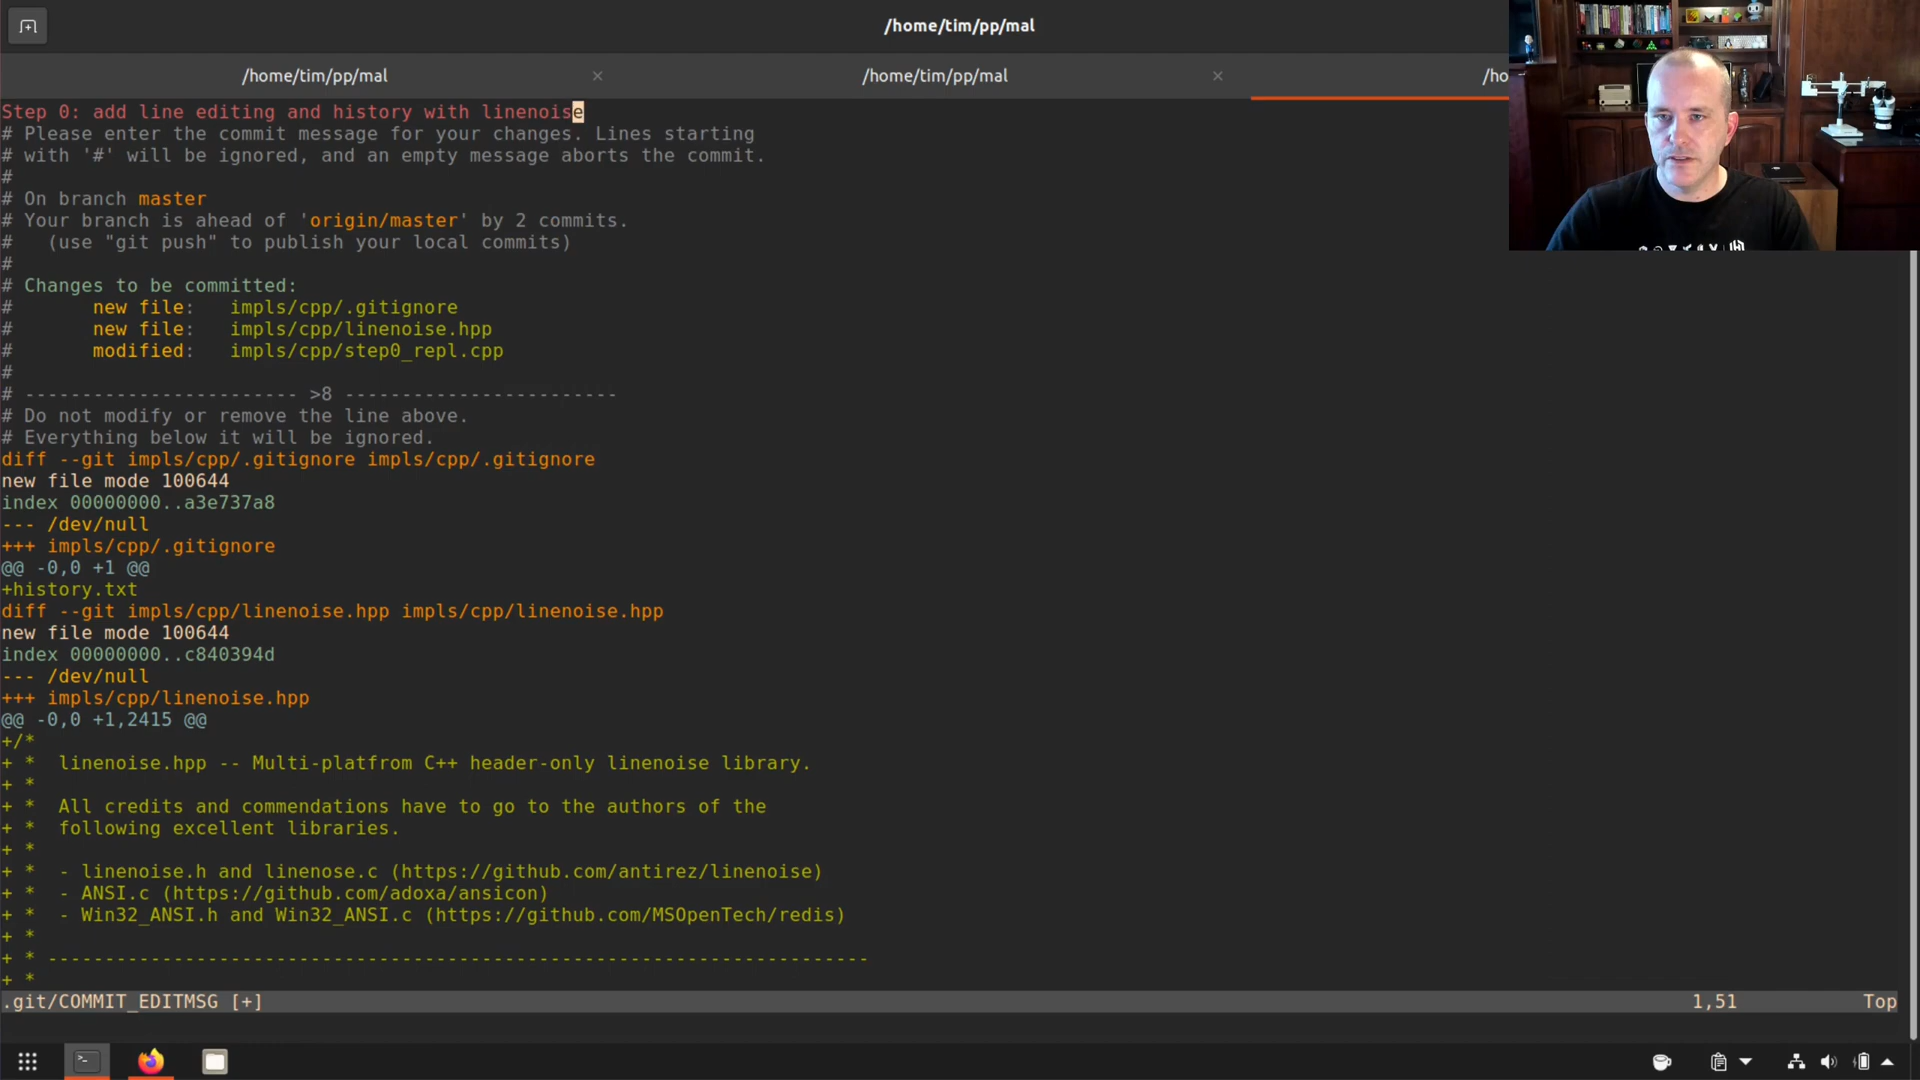 /home/tim/pp/mal
/home/tim/pp/mal
/home/tim/pp/mal
/ho
Step 0: add line editing and history with linenoise
# Please enter the commit message for your changes. Lines starting
# with '#' will be ignored, and an empty message aborts the commit.
#
# On branch master
# Your branch is ahead of 'origin/master' by 2 commits.
#   (use "git push" to publish your local commits)
#
# Changes to be committed:
#       new file:   impls/cpp/.gitignore
#       new file:   impls/cpp/linenoise.hpp
#       modified:   impls/cpp/step0_repl.cpp
#
# ------------------------ >8 ------------------------
# Do not modify or remove the line above.
# Everything below it will be ignored.
diff --git impls/cpp/.gitignore impls/cpp/.gitignore
new file mode 100644
index 00000000..a3e737a8
--- /dev/null
+++ impls/cpp/.gitignore
@@ -0,0 +1 @@
+history.txt
diff --git impls/cpp/linenoise.hpp impls/cpp/linenoise.hpp
new file mode 100644
index 00000000..c840394d
--- /dev/null
+++ impls/cpp/linenoise.hpp
@@ -0,0 +1,2415 @@
+/*
+ *  linenoise.hpp -- Multi-platfrom C++ header-only linenoise library.
+ *
+ *  All credits and commendations have to go to the authors of the
+ *  following excellent libraries.
+ *
+ *  - linenoise.h and linenose.c (https://github.com/antirez/linenoise)
+ *  - ANSI.c (https://github.com/adoxa/ansicon)
+ *  - Win32_ANSI.h and Win32_ANSI.c (https://github.com/MSOpenTech/redis)
+ *
+ * ------------------------------------------------------------------------
+ *
.git/COMMIT_EDITMSG [+] 1,51 Top